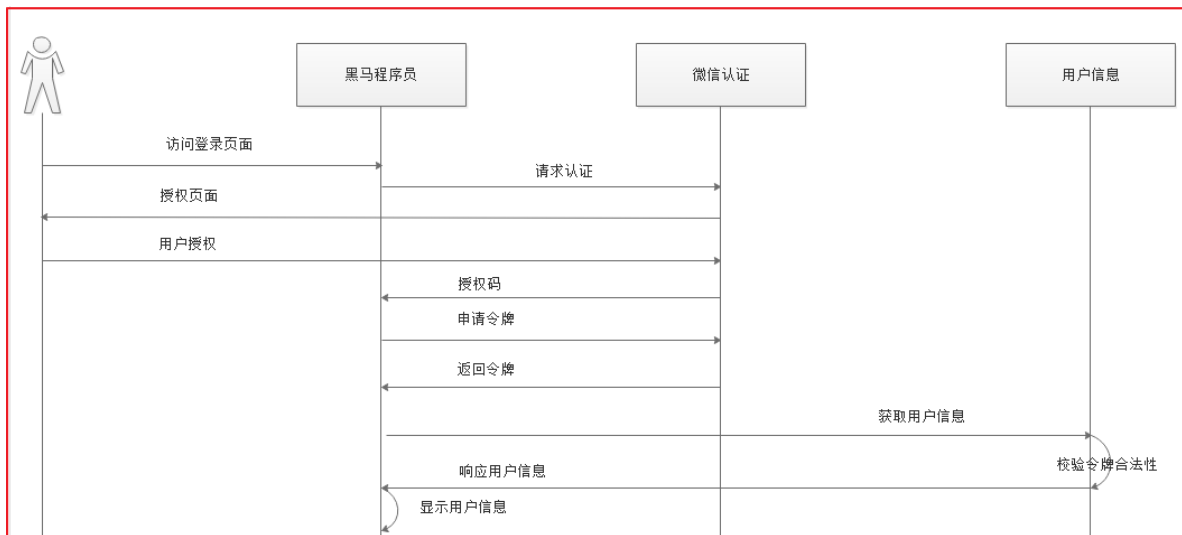 黑马程序员
微信认证
用户信息
访问登录页面
请求认证
授权页面
用户授权
授权码
申请令牌
返回令牌
获取用户信息
校验令牌合法性
响应用户信息
显示用户信息